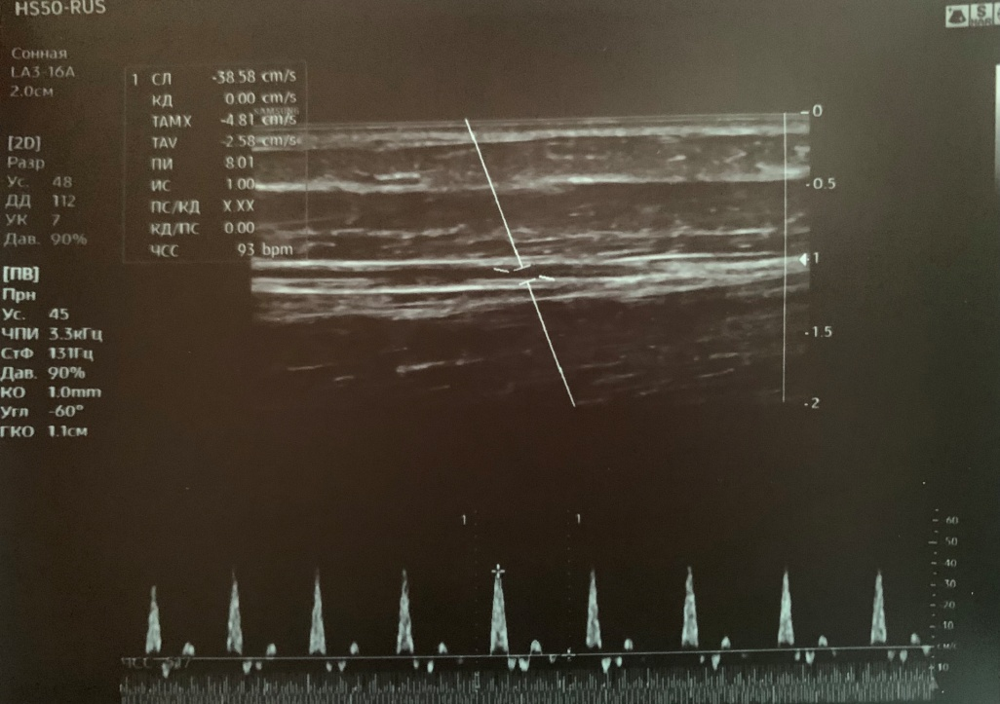 HS50-RUS
S
Сонная
LA3-16A
2.0см
1 СЛ -38.58 cm/s
КД 0.00 cm/s
SAMSUNG
TAMX -4.81 cm/s
TAV -2.58 cm/s
ПИ 8.01
ИС 1.00
ПС/КД X.XX
КД/ПС 0.00
ЧСС 93 bpm
[2D]
Разр
Ус. 48
ДД 112
УК 7
Дав. 90%
[ПВ]
Прн
Ус. 45
ЧПИ 3.3кГц
СтФ 131Гц
Дав. 90%
КО 1.0mm
Угл -60°
ГКО 1.1см
0
0.5
1
1.5
2
1 1
60
50
40
30
20
10
cm/s
10
ЧСС